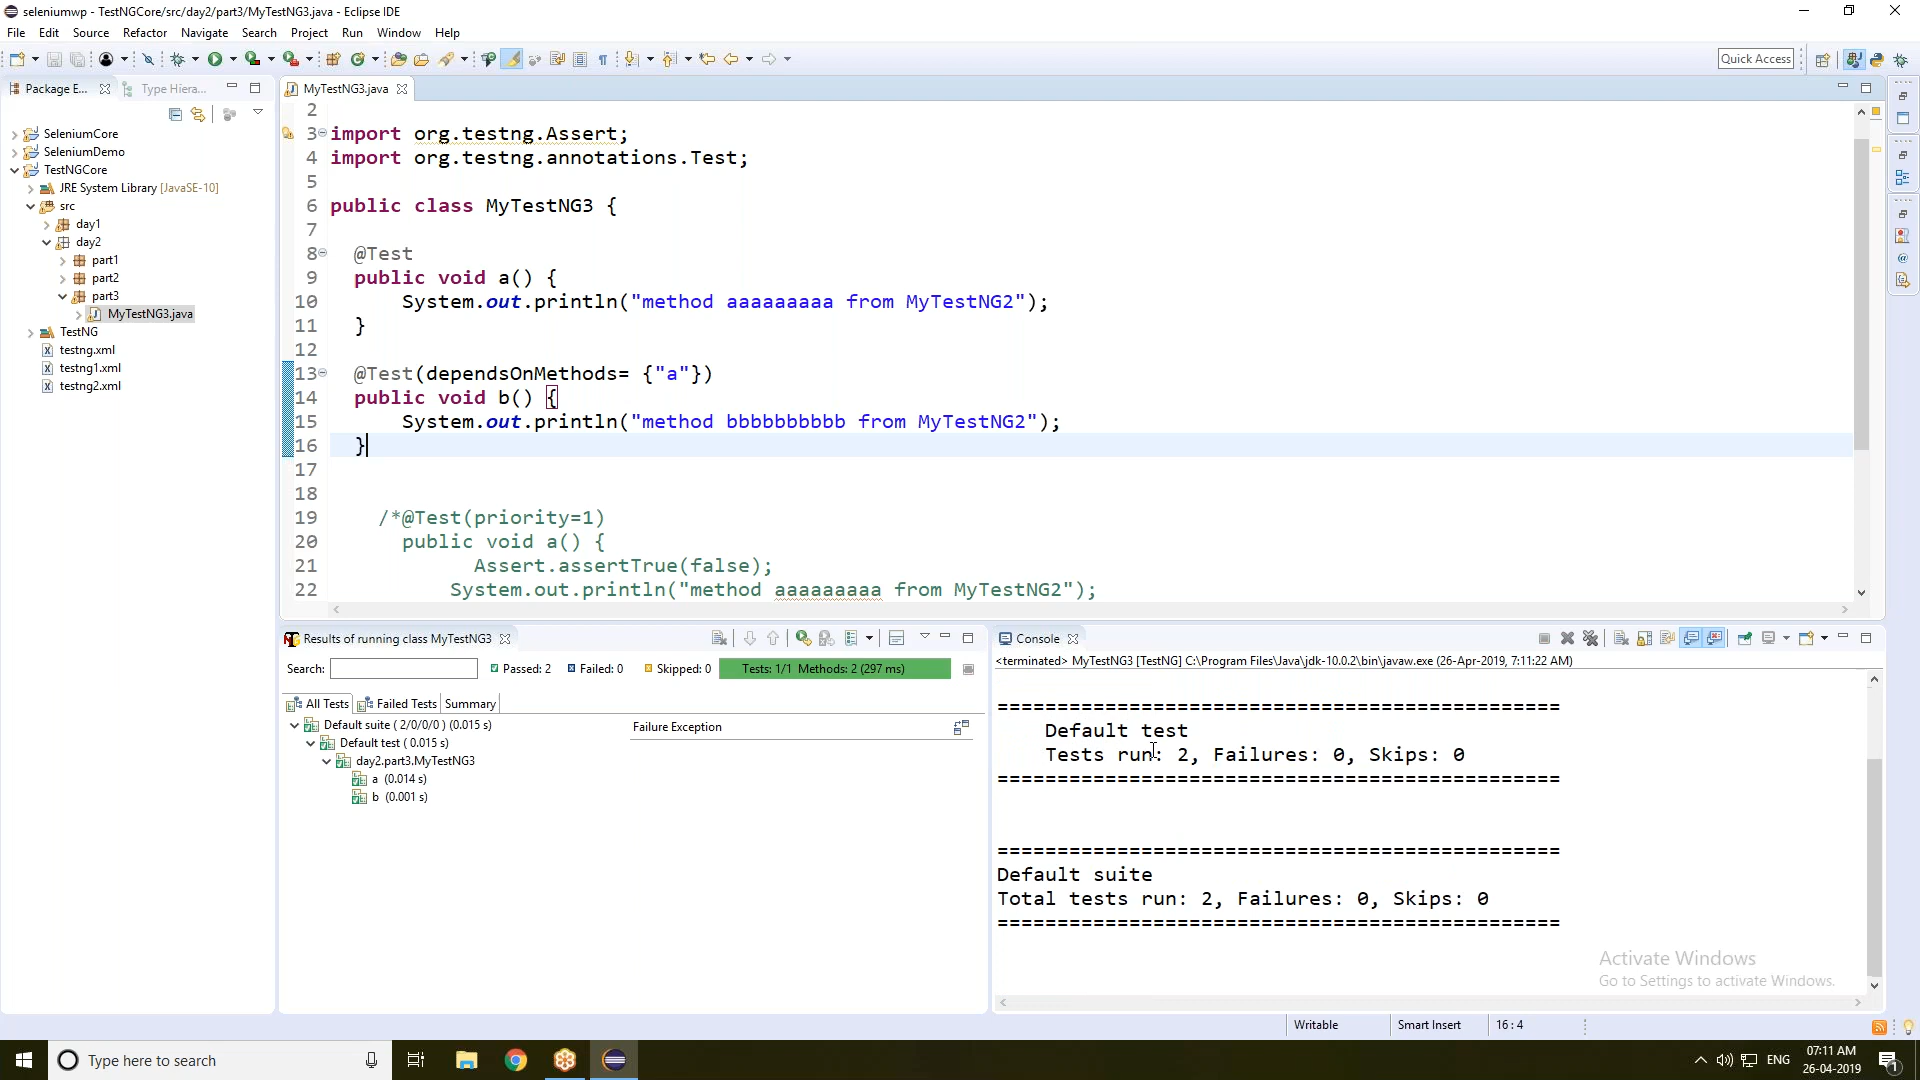 seleniumwp - TestNGCore/src/day2/part3/MyTestNG3.java - Eclipse IDE
File Edit Source Refactor Navigate Search Project Run Window Help
Quick Access
Package E...
Type Hiera...
SeleniumCore
SeleniumDemo
TestNGCore
JRE System Library [JavaSE-10]
src
day1
day2
part1
part2
part3
MyTestNG3.java
TestNG
testng.xml
testng1.xml
testng2.xml
MyTestNG3.java
2
3 import org.testng.Assert;
4 import org.testng.annotations.Test;
5
6 public class MyTestNG3 {
7
8 @Test
9 public void a() {
10 System.out.println("method aaaaaaaaa from MyTestNG2");
11 }
12
13 @Test(dependsOnMethods= {"a"})
14 public void b() {
15 System.out.println("method bbbbbbbbbb from MyTestNG2");
16 }
17
18
19 /*@Test(priority=1)
20 public void a() {
21 Assert.assertTrue(false);
22 System.out.println("method aaaaaaaaa from MyTestNG2");
Results of running class MyTestNG3
Search: Passed: 2 Failed: 0 Skipped: 0 Tests: 1/1 Methods: 2 (297 ms)
All Tests Failed Tests Summary
Default suite ( 2/0/0/0 ) (0.015 s)
Default test ( 0.015 s)
day2.part3.MyTestNG3
a (0.014 s)
b (0.001 s)
Failure Exception
Console
<terminated> MyTestNG3 [TestNG] C:\Program Files\Java\jdk-10.0.2\bin\javaw.exe (26-Apr-2019, 7:11:22 AM)
===============================================
Default test
Tests run: 2, Failures: 0, Skips: 0
===============================================
===============================================
Default suite
Total tests run: 2, Failures: 0, Skips: 0
===============================================
Activate Windows
Go to Settings to activate Windows.
Writable Smart Insert 16 : 4
Type here to search
ENG
07:11 AM
26-04-2019
1